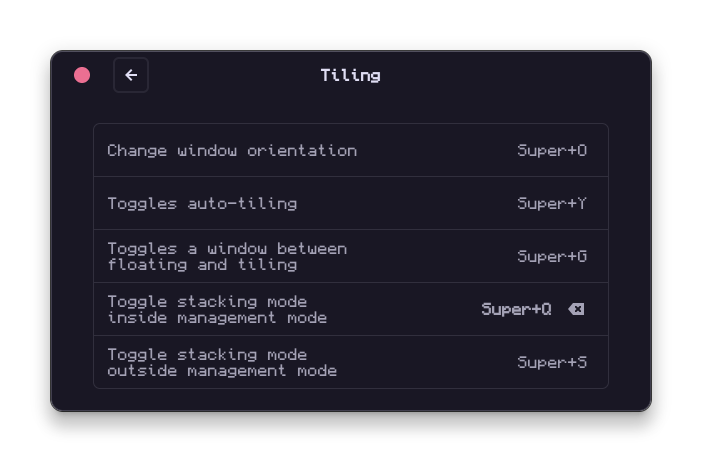 Tiling
Change window orientation Super+O
Toggles auto-tiling Super+Y
Toggles a window between
floating and tiling Super+G
Toggle stacking mode
inside management mode Super+Q
Toggle stacking mode
outside management mode Super+S